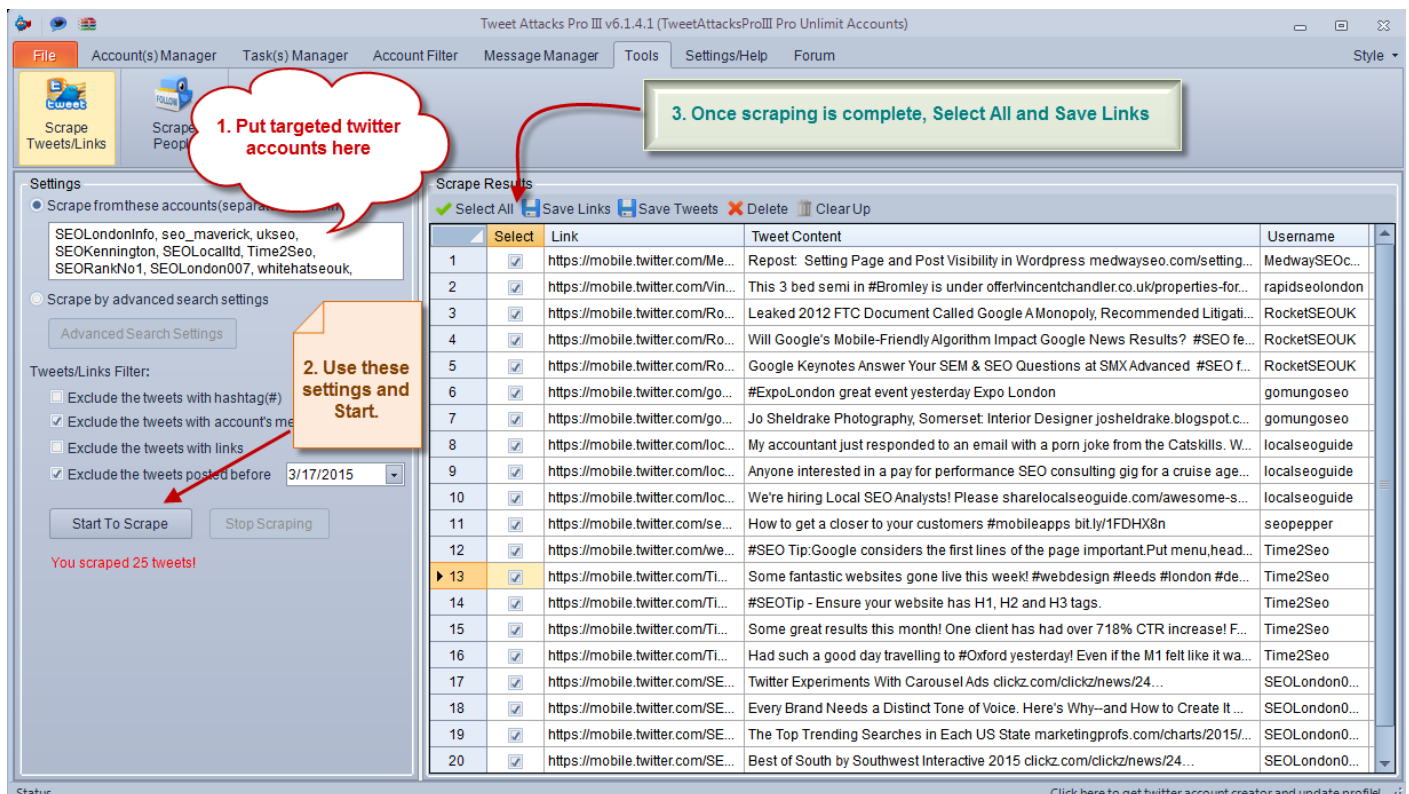 Tweet Attacks Pro III v6.1.4.1 (TweetAttacksProIII Pro Unlimit Accounts)
File Account(s) Manager Task(s) Manager Account Filter Message Manager Tools Settings/Help Forum Style
Scrape Tweets/Links
FOLLOW
Scrape
1. Put targeted twitter
accounts here
3. Once scraping is complete, Select All and Save Links
Settings
Scrape from these accounts
SEOLondonInfo, seo_maverick, ukseo,
SEOKennington, SEOLocalltd, Time2Seo,
SEORankNo1, SEOLondon007, whitehatseouk,
Scrape by advanced search settings
Advanced Search Settings
2. Use these
settings and
Start.
Tweets/Links Filter:
Exclude the tweets with hashtag(#)
Exclude the tweets with account's
Exclude the tweets with links
Exclude the tweets posted before 3/17/2015
Start To Scrape Stop Scraping
You scraped 25 tweets!
Scrape Results
Select All Save Links Save Tweets Delete Clear Up
Select Link Tweet Content Username
1 https://mobile.twitter.com/Me... Repost: Setting Page and Post Visibility in Wordpress medwayseo.com/setting... MedwaySEOc...
2 https://mobile.twitter.com/Vin... This 3 bed semi in #Bromley is under offer!vincentchandler.co.uk/properties-for... rapidseolondon
3 https://mobile.twitter.com/Ro... Leaked 2012 FTC Document Called Google A Monopoly, Recommended Litigati... RocketSEOUK
4 https://mobile.twitter.com/Ro... Will Google's Mobile-Friendly Algorithm Impact Google News Results? #SEO fe... RocketSEOUK
5 https://mobile.twitter.com/Ro... Google Keynotes Answer Your SEM & SEO Questions at SMX Advanced #SEO f... RocketSEOUK
6 https://mobile.twitter.com/go... #ExpoLondon great event yesterday Expo London gomungoseo
7 https://mobile.twitter.com/go... Jo Sheldrake Photography, Somerset: Interior Designer josheldrake.blogspot.c... gomungoseo
8 https://mobile.twitter.com/loc... My accountant just responded to an email with a porn joke from the Catskills. W... localseoguide
9 https://mobile.twitter.com/loc... Anyone interested in a pay for performance SEO consulting gig for a cruise age... localseoguide
10 https://mobile.twitter.com/loc... We're hiring Local SEO Analysts! Please sharelocalseoguide.com/awesome-s... localseoguide
11 https://mobile.twitter.com/se... How to get a closer to your customers #mobileapps bit.ly/1FDHX8n seopepper
12 https://mobile.twitter.com/we... #SEO Tip:Google considers the first lines of the page important.Put menu,head... Time2Seo
13 https://mobile.twitter.com/Ti... Some fantastic websites gone live this week! #webdesign #leeds #london #de... Time2Seo
14 https://mobile.twitter.com/Ti... #SEOTip - Ensure your website has H1, H2 and H3 tags. Time2Seo
15 https://mobile.twitter.com/Ti... Some great results this month! One client has had over 718% CTR increase! F... Time2Seo
16 https://mobile.twitter.com/Ti... Had such a good day travelling to #Oxford yesterday! Even if the M1 felt like it wa... Time2Seo
17 https://mobile.twitter.com/SE... Twitter Experiments With Carousel Ads clickz.com/clickz/news/24... SEOLondon0...
18 https://mobile.twitter.com/SE... Every Brand Needs a Distinct Tone of Voice. Here's Why--and How to Create It ... SEOLondon0...
19 https://mobile.twitter.com/SE... The Top Trending Searches in Each US State marketingprofs.com/charts/2015/... SEOLondon0...
20 https://mobile.twitter.com/SE... Best of South by Southwest Interactive 2015 clickz.com/clickz/news/24... SEOLondon0...
Status Click here to get twitter account creator and update profile!